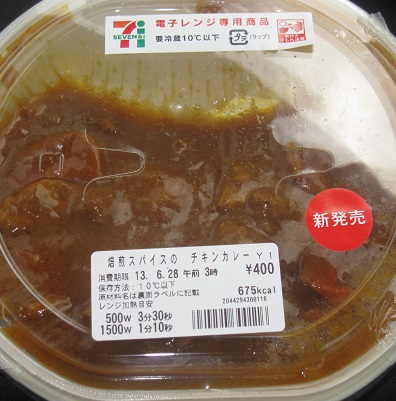 電子レンジ専用商品
SEVEN&i
要冷蔵10℃以下
(ラップ)
新発売
焙煎スパイスの チキンカレー Y1
消費期限 13. 6.28 午前 3時 ¥400
保存方法:10℃以下
原材料名は裏面ラベルに記載 675kcal
レンジ加熱目安 2044294300116
500W 3分30秒
1500W 1分10秒